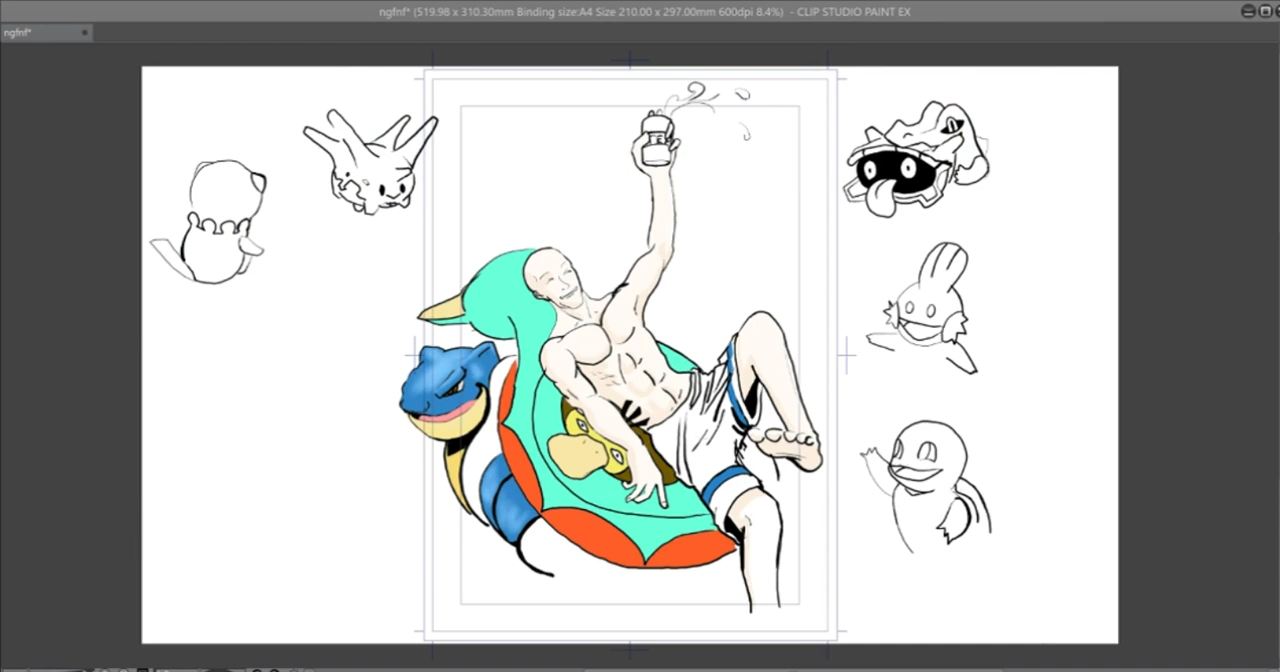 ngfnf* (519.98 x 310.30mm Binding size:A4 Size 210.00 x 297.00mm 600dpi 8.4%) - CLIP STUDIO PAINT EX
ngfnf*